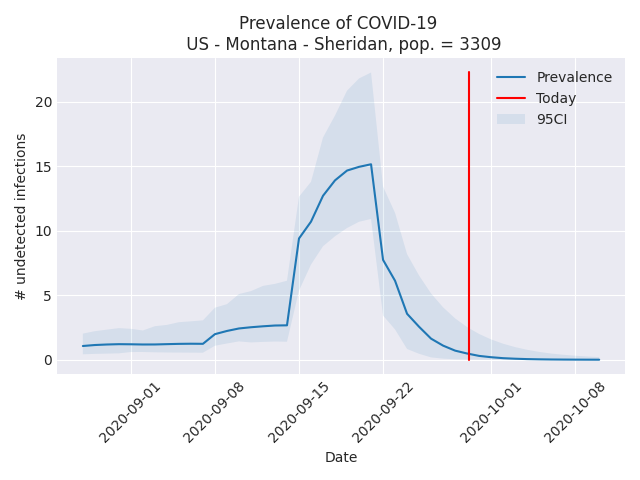 Prevalence of COVID-19
US - Montana - Sheridan, pop. = 3309
Prevalence
Today
95CI
# undetected infections
20
15
10
5
0
2020-09-01
2020-09-08
2020-09-15
2020-09-22
2020-10-01
2020-10-08
Date